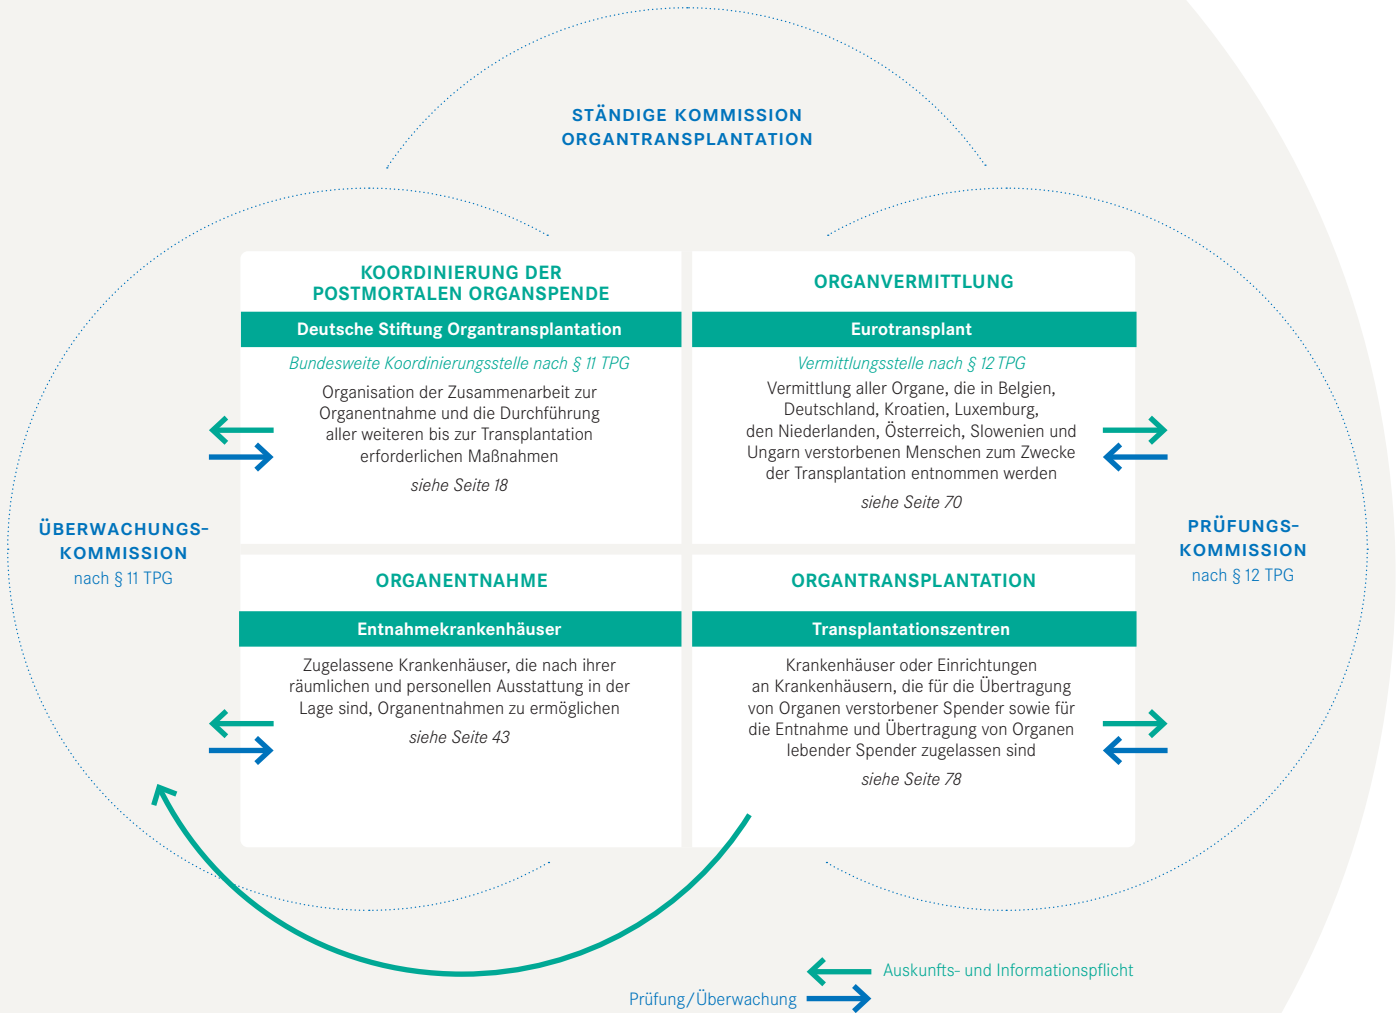 STÄNDIGE KOMMISSION
ORGANTRANSPLANTATION
KOORDINIERUNG DER
POSTMORTALEN ORGANSPENDE
Deutsche Stiftung Organtransplantation
Bundesweite Koordinierungsstelle nach § 11 TPG
Organisation der Zusammenarbeit zur
Organentnahme und die Durchführung
aller weiteren bis zur Transplantation
erforderlichen Maßnahmen
siehe Seite 18
ORGANVERMITTLUNG
Eurotransplant
Vermittlungsstelle nach § 12 TPG
Vermittlung aller Organe, die in Belgien,
Deutschland, Kroatien, Luxemburg,
den Niederlanden, Österreich, Slowenien und
Ungarn verstorbenen Menschen zum Zwecke
der Transplantation entnommen werden
siehe Seite 70
ÜBERWACHUNGS-
KOMMISSION
nach § 11 TPG
PRÜFUNGS-
KOMMISSION
nach § 12 TPG
ORGANENTNAHME
Entnahmekrankenhäuser
Zugelassene Krankenhäuser, die nach ihrer
räumlichen und personellen Ausstattung in der
Lage sind, Organentnahmen zu ermöglichen
siehe Seite 43
ORGANTRANSPLANTATION
Transplantationszentren
Krankenhäuser oder Einrichtungen
an Krankenhäusern, die für die Übertragung
von Organen verstorbener Spender sowie für
die Entnahme und Übertragung von Organen
lebender Spender zugelassen sind
siehe Seite 78
Auskunfts- und Informationspflicht
Prüfung/Überwachung